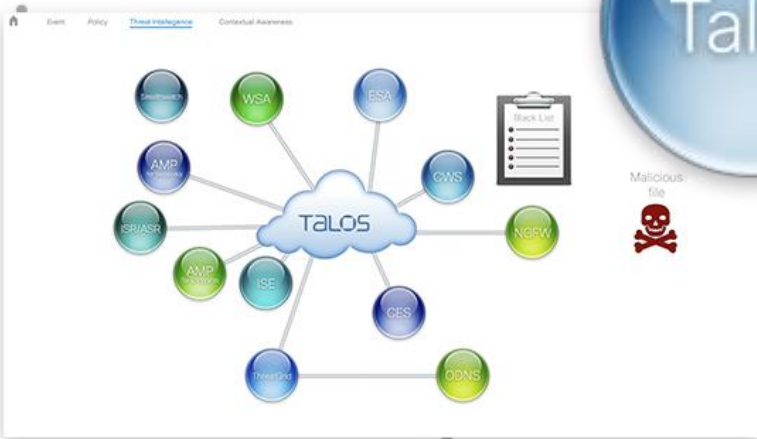 Event
Policy
Threat Intelligence
Contextual Awareness
Tal
Stealthwatch
WSA
ESA
Black List
AMP
CWS
Malicious
file
ISR/ASR
TALOS
NGFW
AMP
ISE
CES
ThreatGrid
ODNS